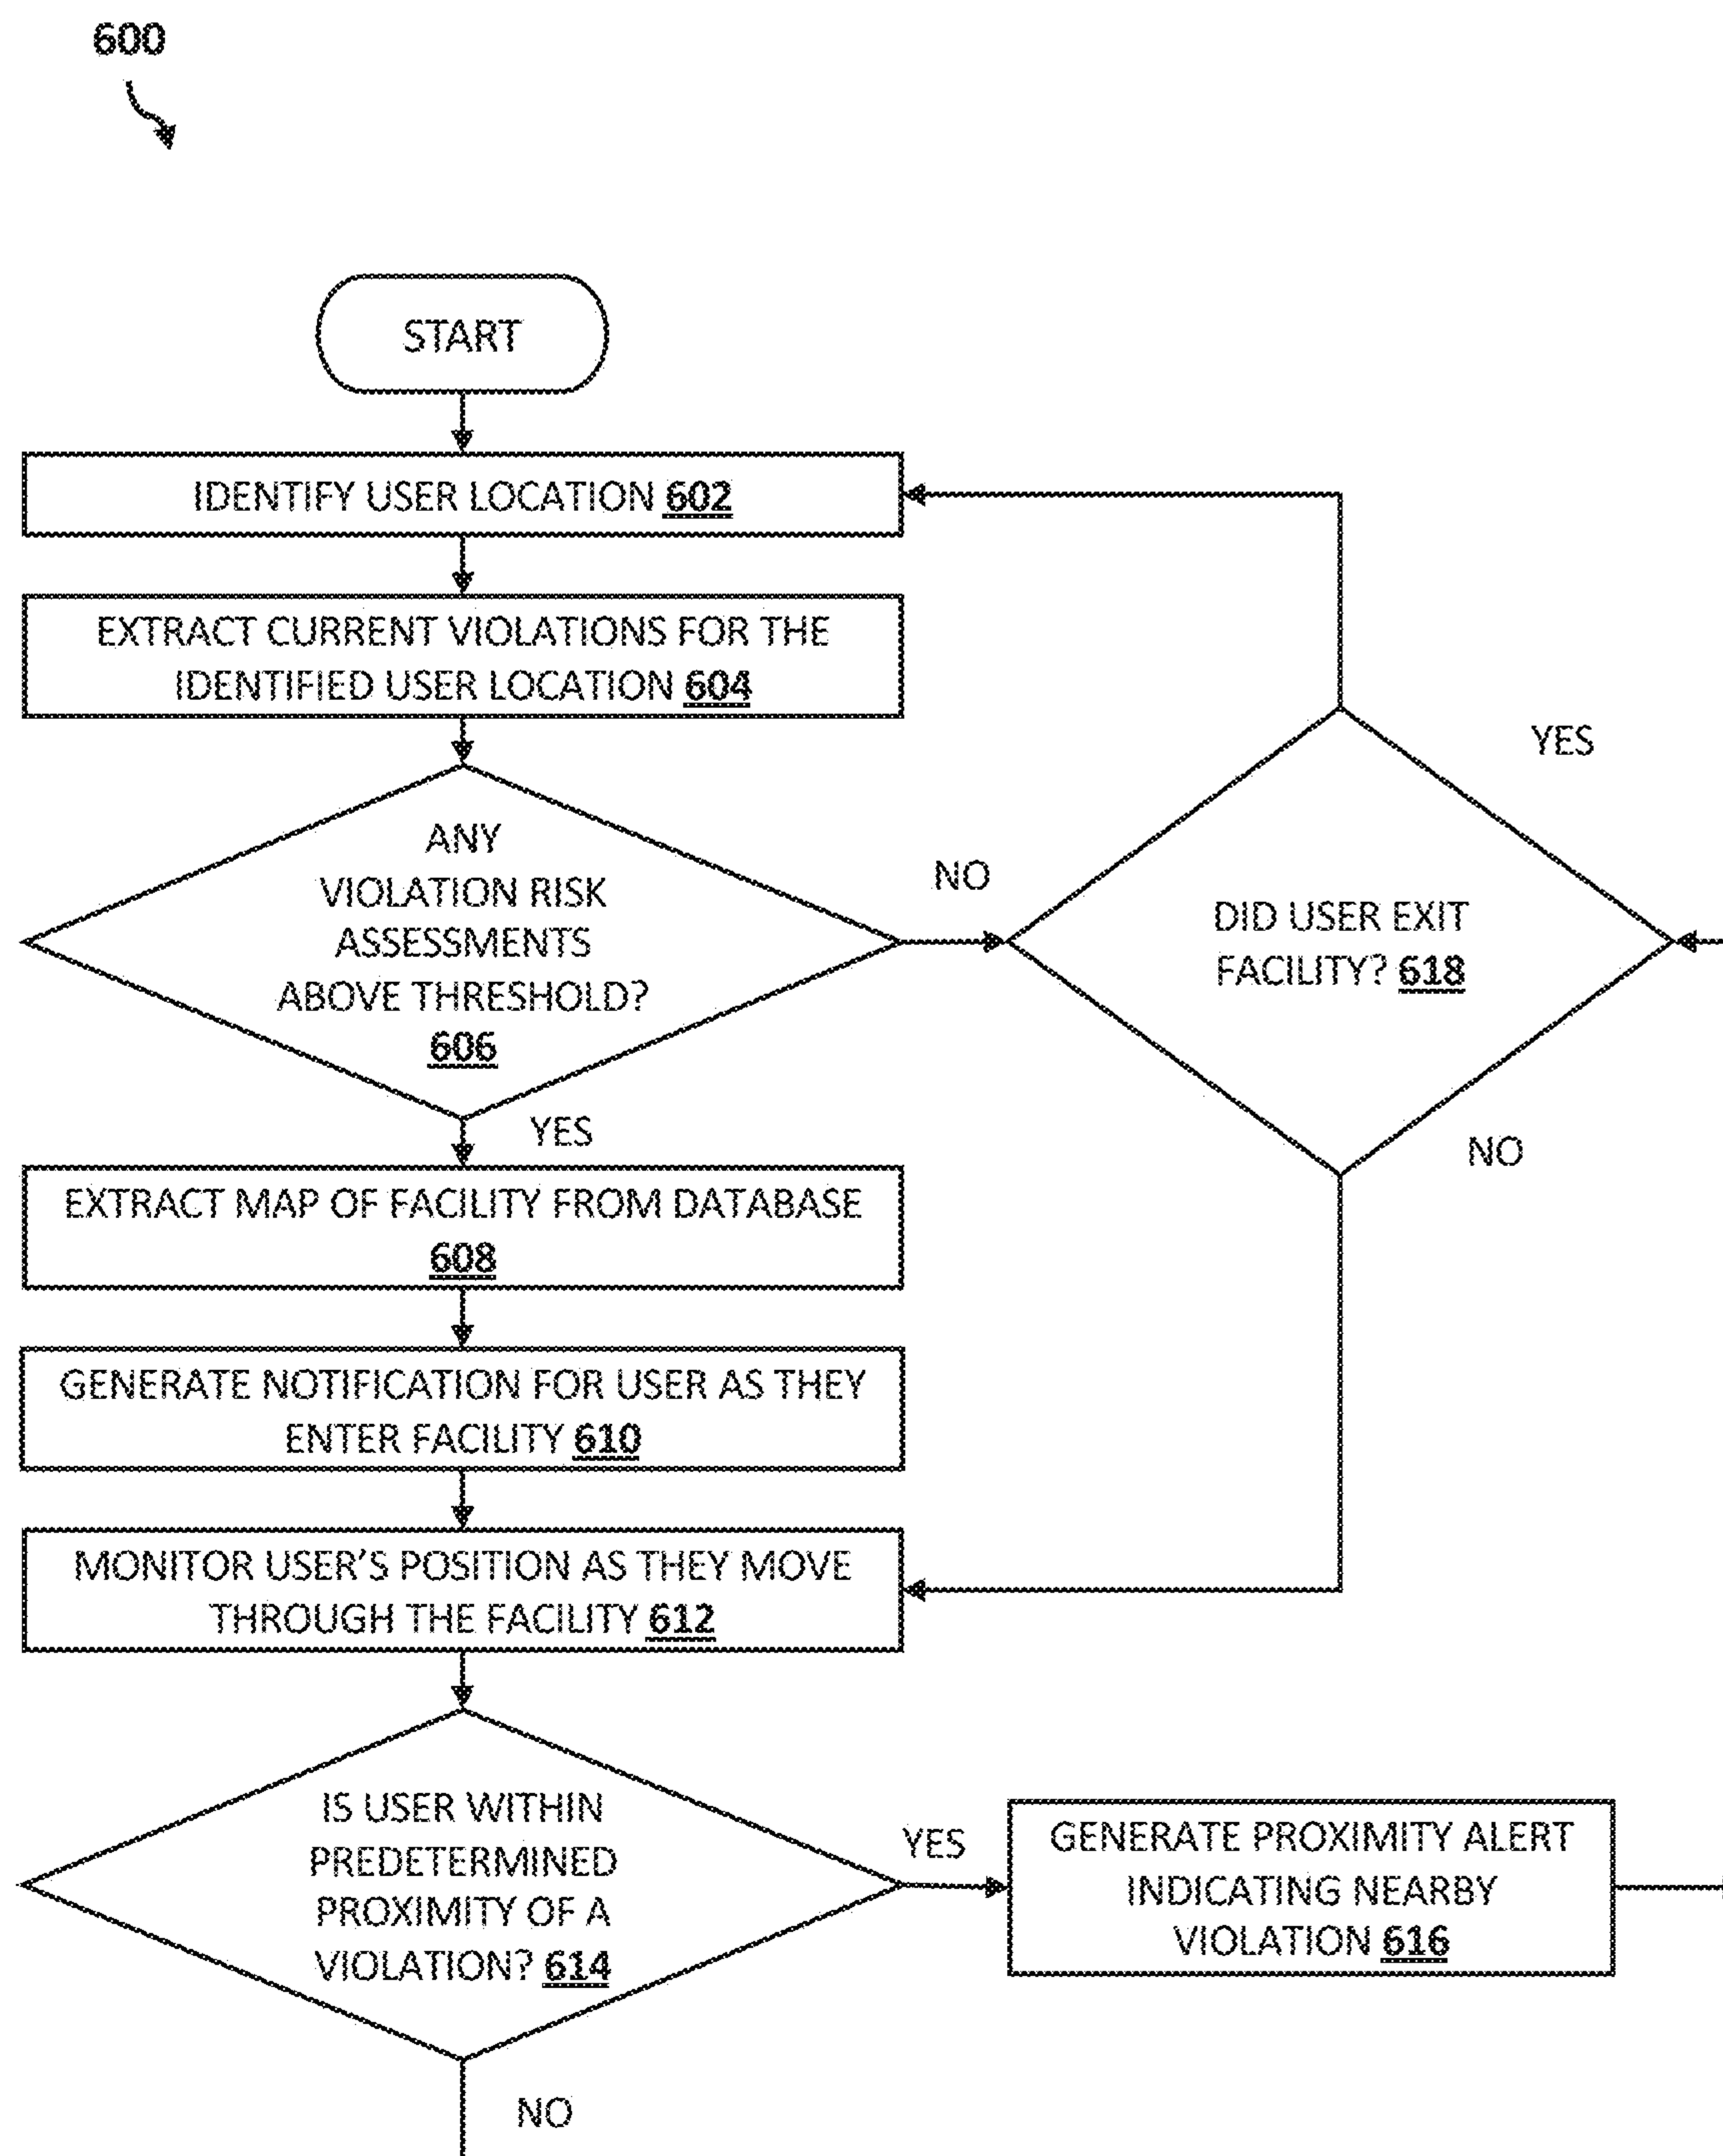 600
START
IDENTIFY USER LOCATION 602
EXTRACT CURRENT VIOLATIONS FOR THE
IDENTIFIED USER LOCATION 604
ANY
VIOLATION RISK
ASSESSMENTS
ABOVE THRESHOLD?
606
NO
YES
DID USER EXIT
FACILITY? 618
YES
NO
EXTRACT MAP OF FACILITY FROM DATABASE
608
GENERATE NOTIFICATION FOR USER AS THEY
ENTER FACILITY 610
MONITOR USER'S POSITION AS THEY MOVE
THROUGH THE FACILITY 612
IS USER WITHIN
PREDETERMINED
PROXIMITY OF A
VIOLATION? 614
YES
GENERATE PROXIMITY ALERT
INDICATING NEARBY
VIOLATION 616
NO